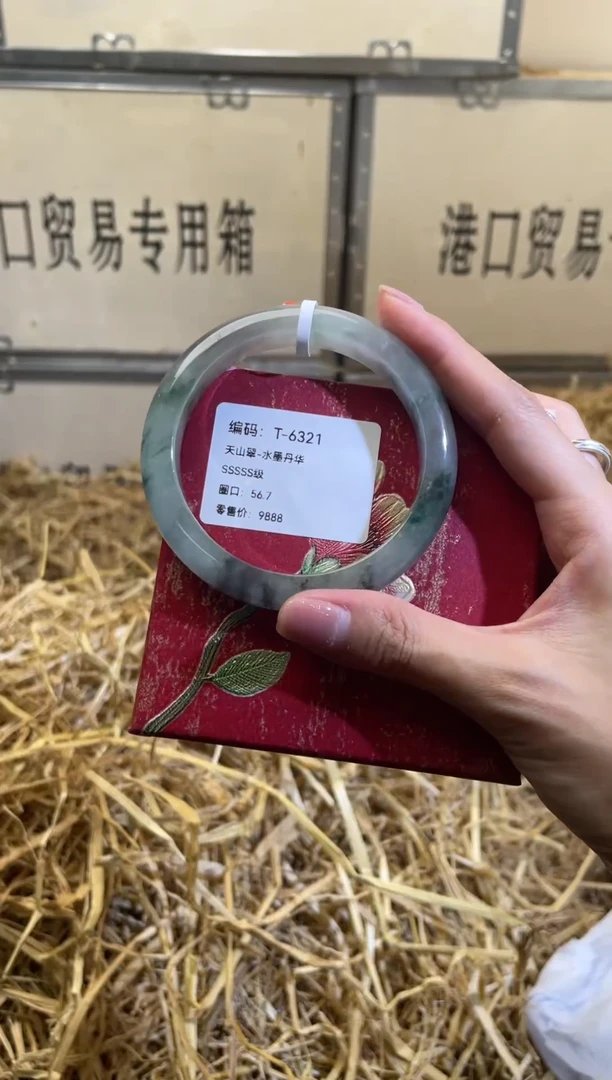 口贸易专用箱
港口贸易
编码：T-6321
天山翠-水墨丹华
SSSSS级
圈口：56.7
零售价：9888